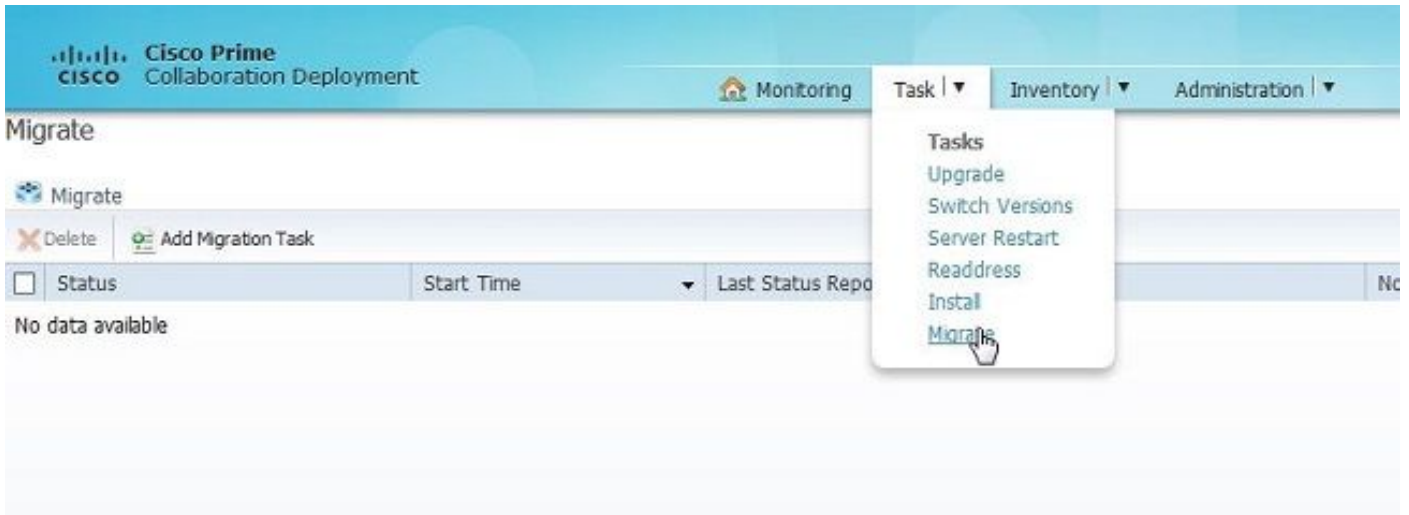 Cisco Prime
CISCO Collaboration Deployment
Monitoring Task Inventory Administration
Migrate
Tasks
Upgrade
Switch Versions
Server Restart
Readdress
Install
Migrate
Migrate
Delete Add Migration Task
Status Start Time Last Status Repo No
No data available